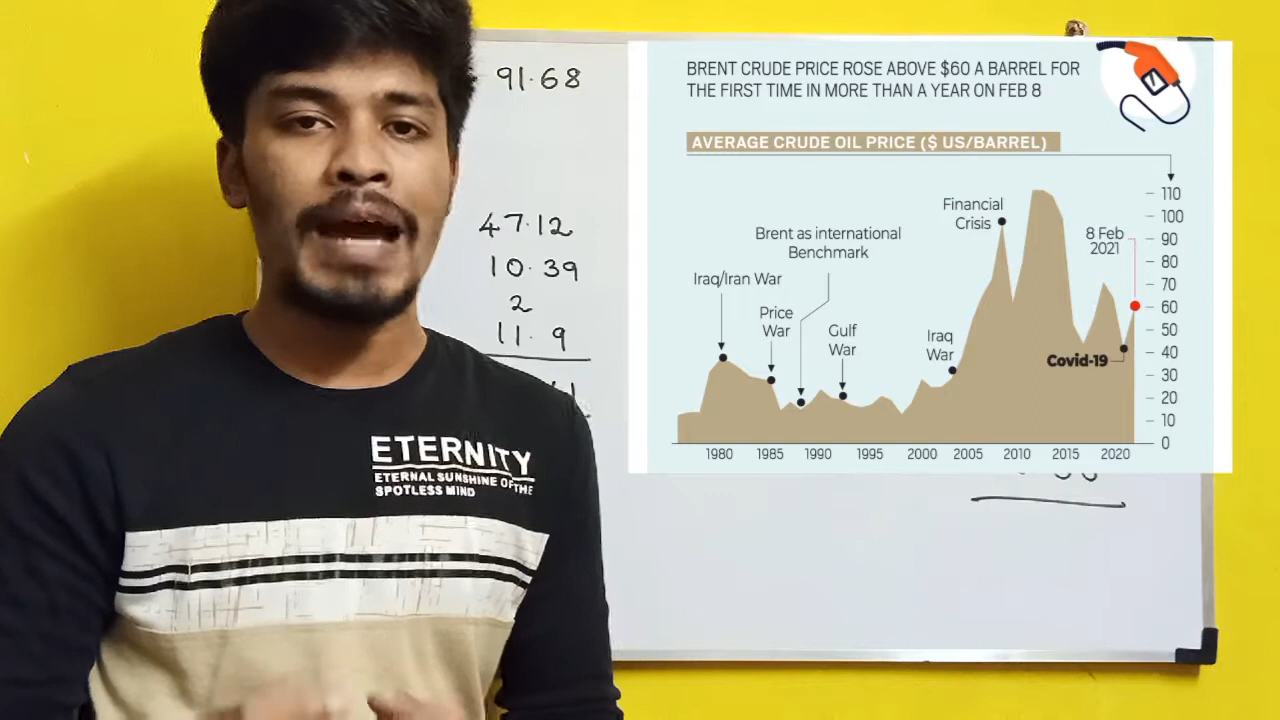 91.68
47.12
10.39
2
11.9
ETERNITY
ETERNAL SUNSHINE OF THE
SPOTLESS MIND
BRENT CRUDE PRICE ROSE ABOVE $60 A BARREL FOR
THE FIRST TIME IN MORE THAN A YEAR ON FEB 8
AVERAGE CRUDE OIL PRICE ($ US/BARREL)
Iraq/Iran War
Price
War
Brent as international
Benchmark
Gulf
War
Iraq
War
Financial
Crisis
8 Feb
2021
Covid-19
110
100
90
80
70
60
50
40
30
20
10
0
1980 1985 1990 1995 2000 2005 2010 2015 2020